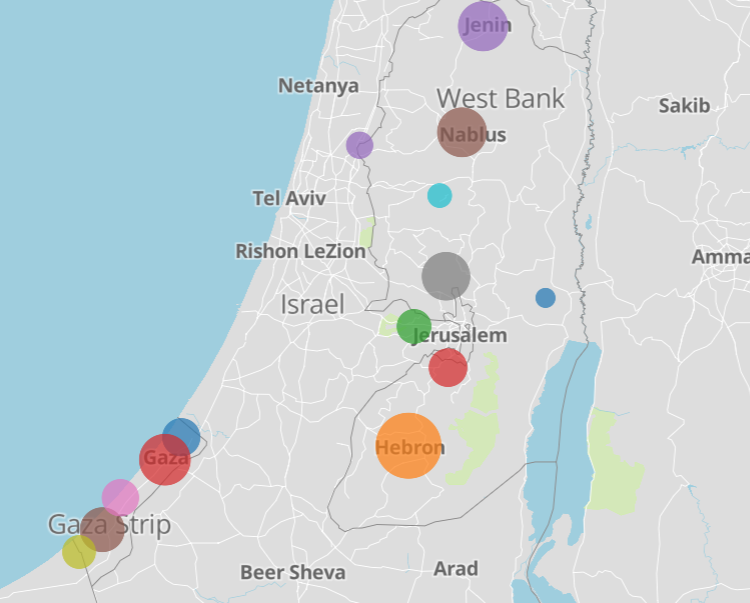 Jenin
Netanya
West Bank
Sakib
Nablus
Tel Aviv
Rishon LeZion
Amma
Israel
Jerusalem
Hebron
Gaza
Gaza Strip
Beer Sheva
Arad